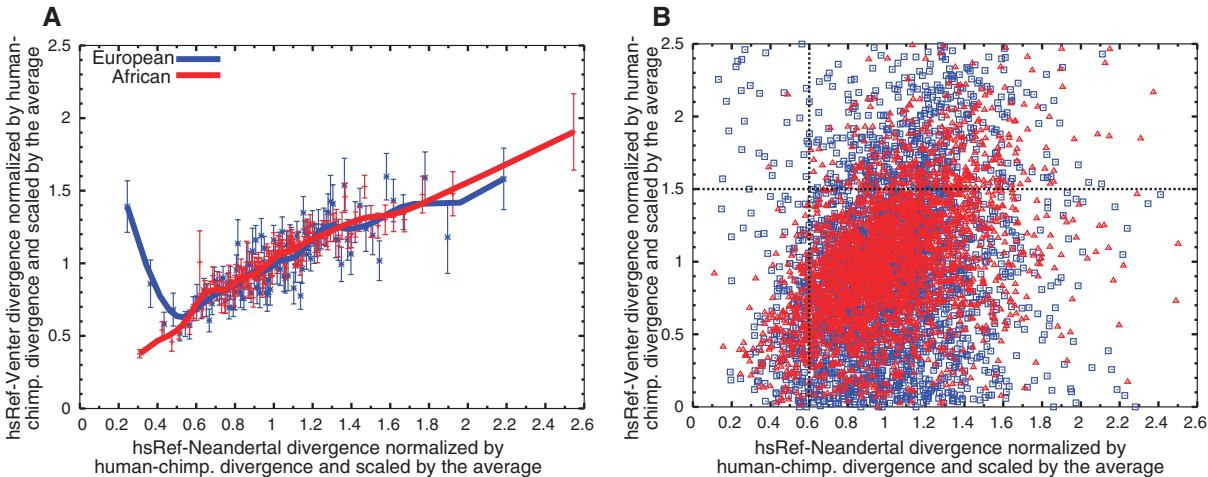 A
hsRef-Venter divergence normalized by human-
chimp. divergence and scaled by the average
2.5
2
1.5
1
0.5
0
European
African
0 0.2 0.4 0.6 0.8 1 1.2 1.4 1.6 1.8 2 2.2 2.4 2.6
hsRef-Neandertal divergence normalized by
human-chimp. divergence and scaled by the average
B
hsRef-Venter divergence normalized by human-
chimp. divergence and scaled by the average
2.5
2
1.5
1
0.5
0
0 0.2 0.4 0.6 0.8 1 1.2 1.4 1.6 1.8 2 2.2 2.4 2.6
hsRef-Neandertal divergence normalized by
human-chimp. divergence and scaled by the average